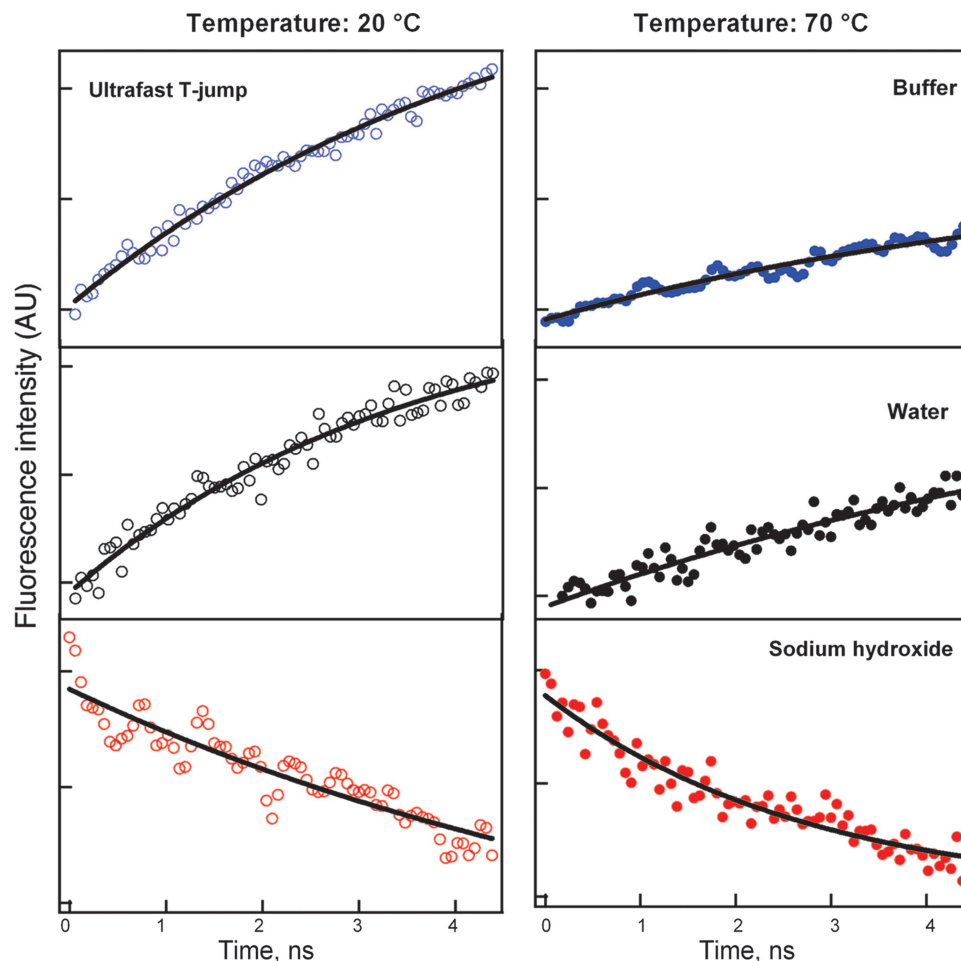 Temperature: 20 °C
Temperature: 70 °C
Ultrafast T-jump
Buffer
Water
Sodium hydroxide
Fluorescence intensity (AU)
0 1 2 3 4
0 1 2 3 4
Time, ns
Time, ns